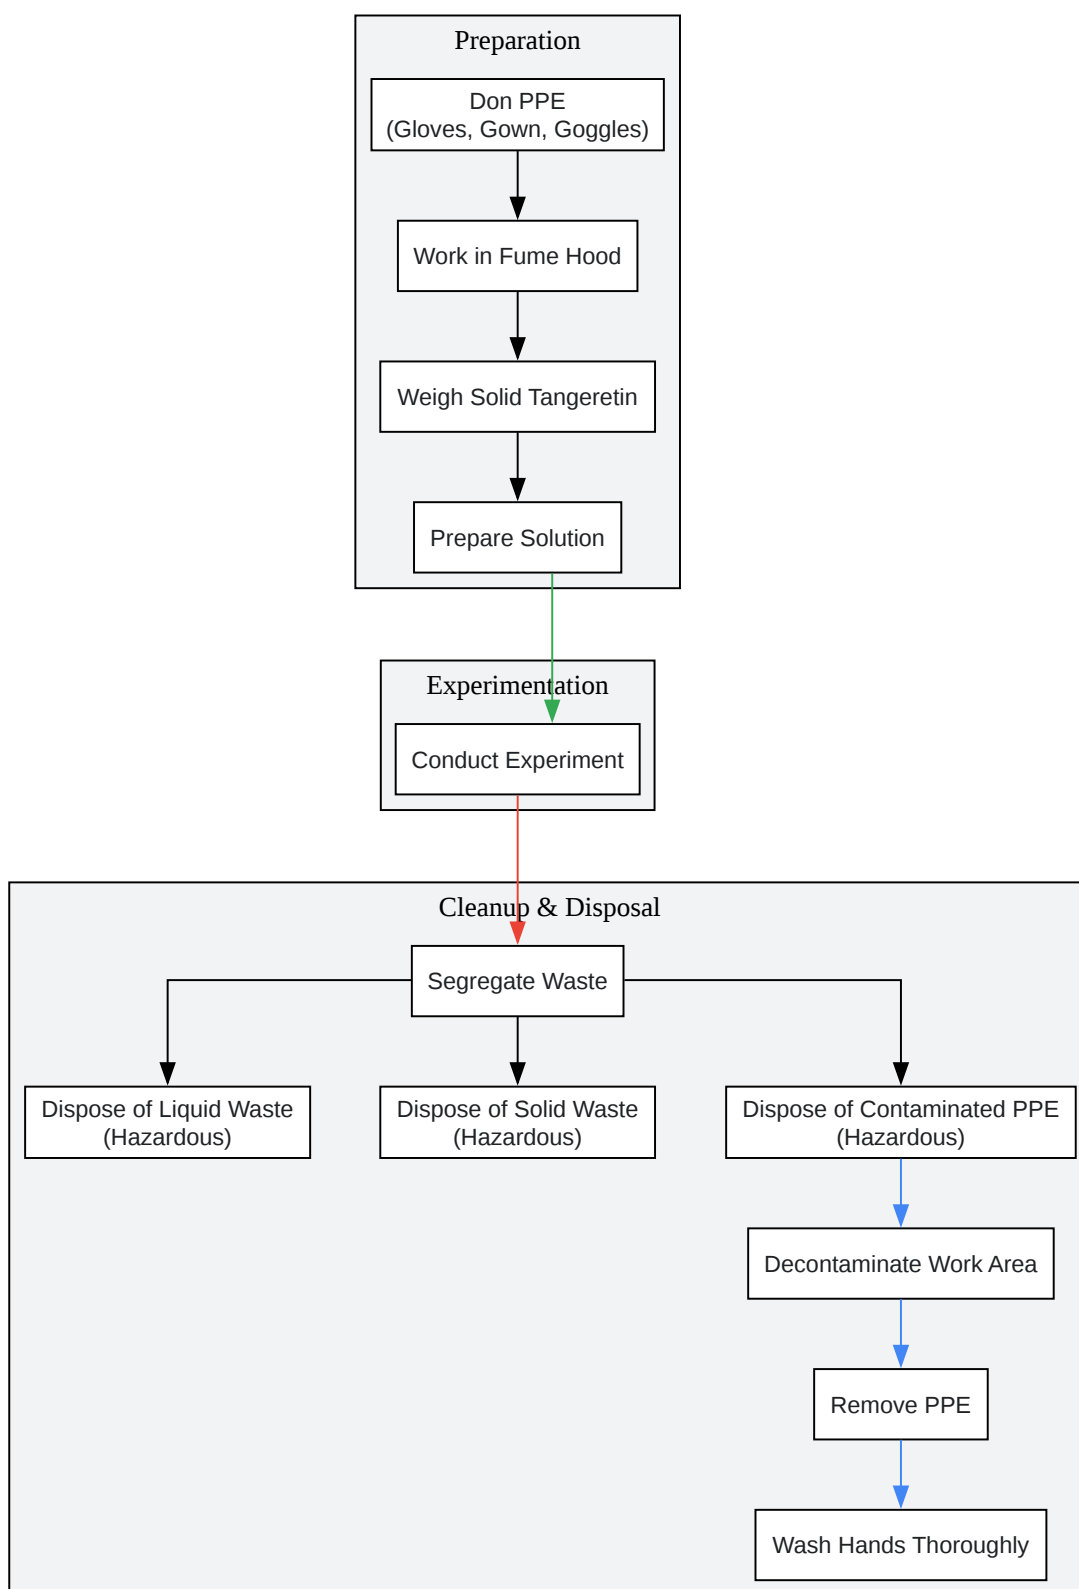 Preparation
Don PPE
(Gloves, Gown, Goggles)
Work in Fume Hood
Weigh Solid Tangeretin
Prepare Solution
Experimentation
Conduct Experiment
Cleanup & Disposal
Segregate Waste
Dispose of Liquid Waste
(Hazardous)
Dispose of Solid Waste
(Hazardous)
Dispose of Contaminated PPE
(Hazardous)
Decontaminate Work Area
Remove PPE
Wash Hands Thoroughly